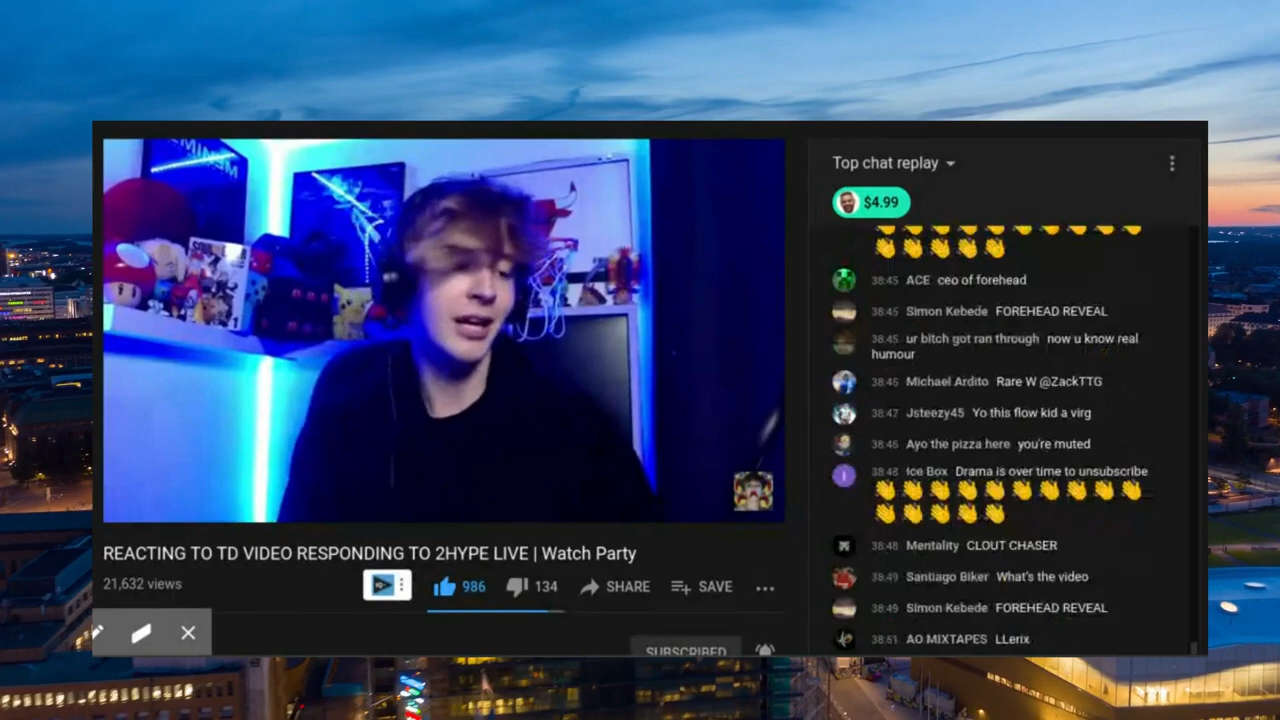 EMINEM
Top chat replay
$4.99
38:45 ACE ceo of forehead
38:45 Simon Kebede FOREHEAD REVEAL
38:45 ur bitch got ran through now u know real
humour
38:46 Michael Ardito Rare W @ZackTTG
38:47 Jsteezy45 Yo this flow kid a virg
38:46 Ayo the pizza here you're muted
38:48 Ice Box Drama is over time to unsubscribe
38:48 Mentality CLOUT CHASER
38:49 Santiago Biker What's the video
38:49 Simon Kebede FOREHEAD REVEAL
38:51 AO MIXTAPES LLerix
REACTING TO TD VIDEO RESPONDING TO 2HYPE LIVE | Watch Party
21,632 views
986
134
SHARE
SAVE
SUBSCRIBED